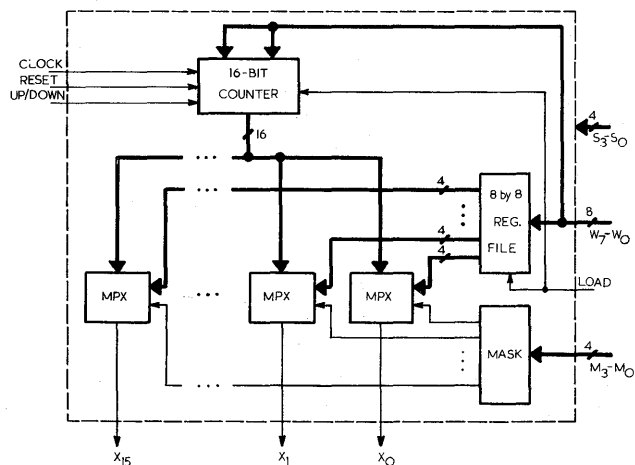 CLOCK
RESET
UP/DOWN
16-BIT
COUNTER
16
4
S3-S0
...
4
8 by 8
REG.
FILE
4
4
8
W7-W0
LOAD
MPX
...
MPX
MPX
MASK
4
M3-M0
...
X15
X1
X0